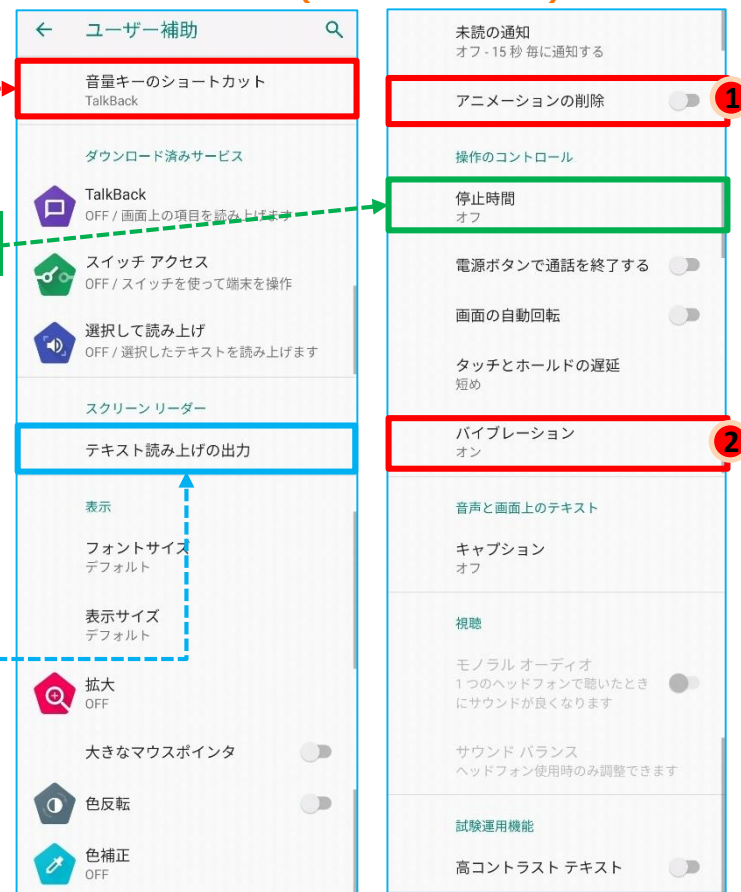 ユーザー補助
音量キーのショートカット
TalkBack
ダウンロード済みサービス
TalkBack
OFF / 画面上の項目を読み上げます
スイッチ アクセス
OFF / スイッチを使って端末を操作
選択して読み上げ
OFF / 選択したテキストを読み上げます
スクリーン リーダー
テキスト読み上げの出力
表示
フォントサイズ
デフォルト
表示サイズ
デフォルト
拡大
OFF
大きなマウスポインタ
色反転
色補正
OFF
未読の通知
オフ - 15 秒 毎に通知する
アニメーションの削除
1
操作のコントロール
停止時間
オフ
電源ボタンで通話を終了する
画面の自動回転
タッチとホールドの遅延
短め
バイブレーション
オン
2
音声と画面上のテキスト
キャプション
オフ
視聴
モノラル オーディオ
1 つのヘッドフォンで聴いたとき
にサウンドが良くなります
サウンド バランス
ヘッドフォン使用時のみ調整できます
試験運用機能
高コントラスト テキスト